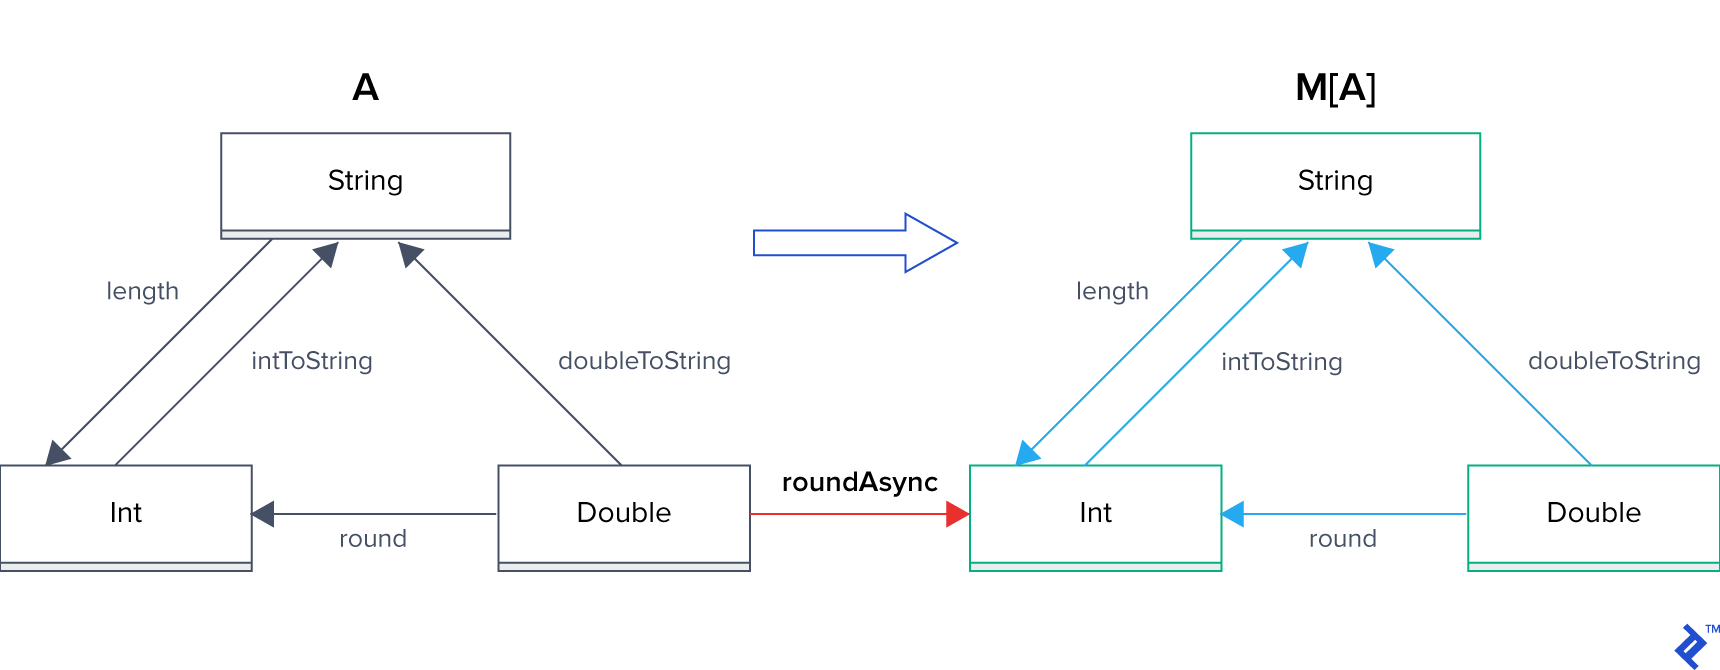 A
M[A]
String
String
length
length
intToString
doubleToString
intToString
doubleToString
roundAsync
Int
Double
Int
Double
round
round
TM